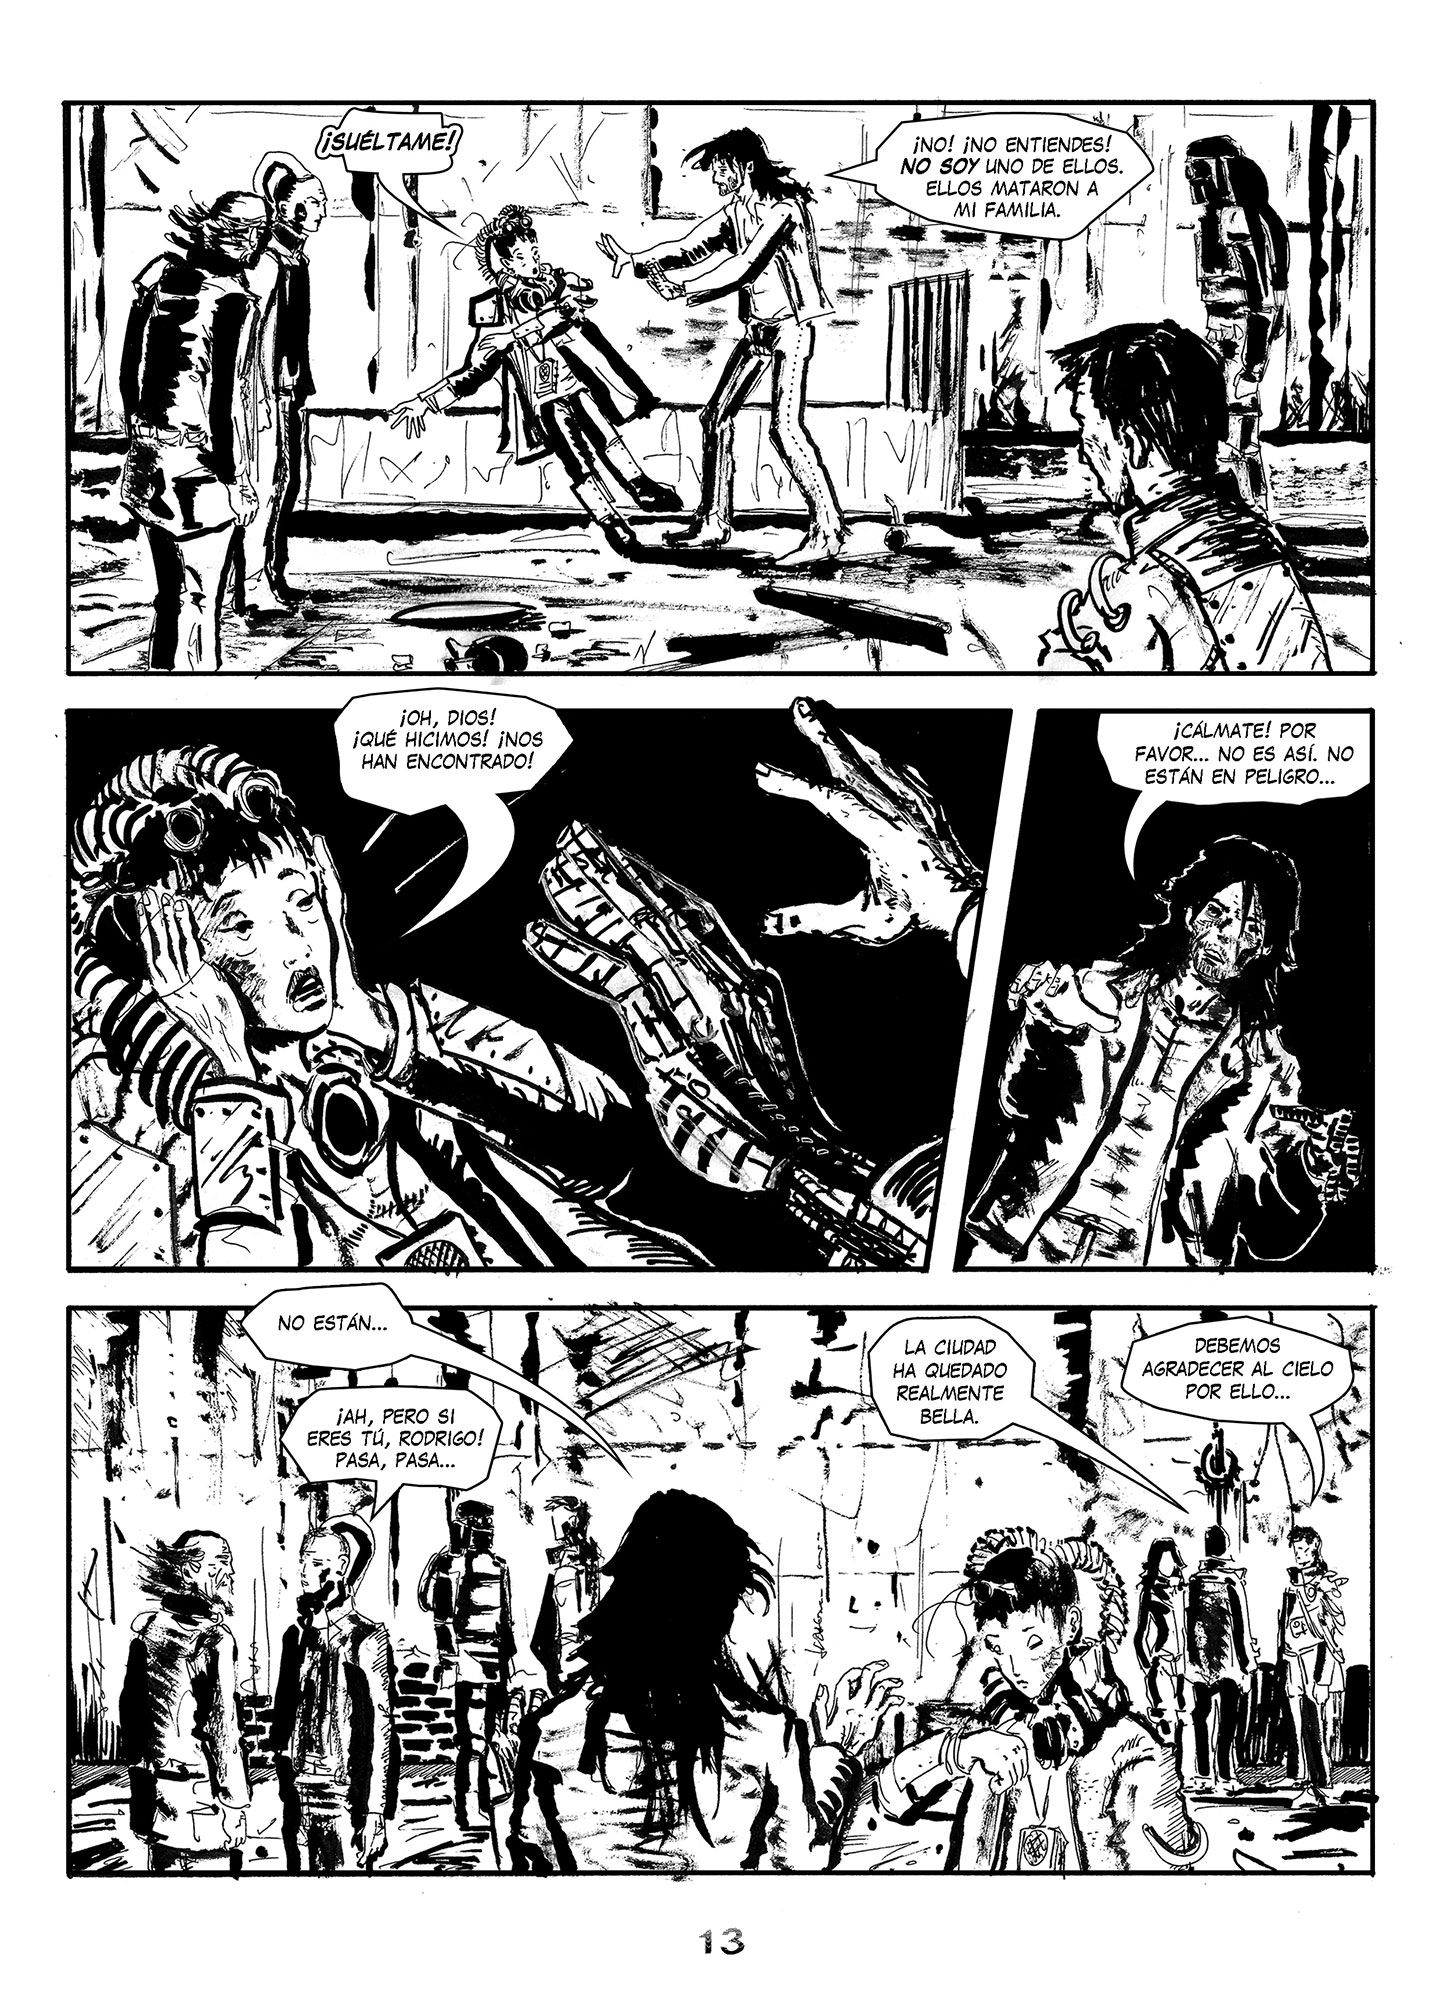 ¡SUÉLTAME!
¡NO! ¡NO ENTIENDES!
NO SOY UNO DE ELLOS.
ELLOS MATARON A
MI FAMILIA.
¡OH, DIOS!
¡QUÉ HICIMOS! ¡NOS
HAN ENCONTRADO!
¡CÁLMATE! POR
FAVOR... NO ES ASÍ. NO
ESTÁN EN PELIGRO...
NO ESTÁN...
¡AH, PERO SI
ERES TÚ, RODRIGO!
PASA, PASA...
LA CIUDAD
HA QUEDADO
REALMENTE
BELLA.
DEBEMOS
AGRADECER AL CIELO
POR ELLO...
13